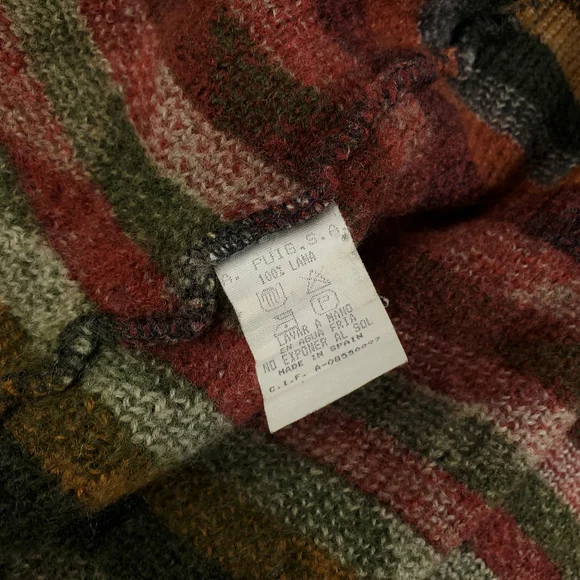 A. PUIG.S.A.
100% LANA
P
LAVAR A MANO
EN AGUA FRIA
NO EXPONER AL SOL
MADE IN SPAIN
C.I.F.